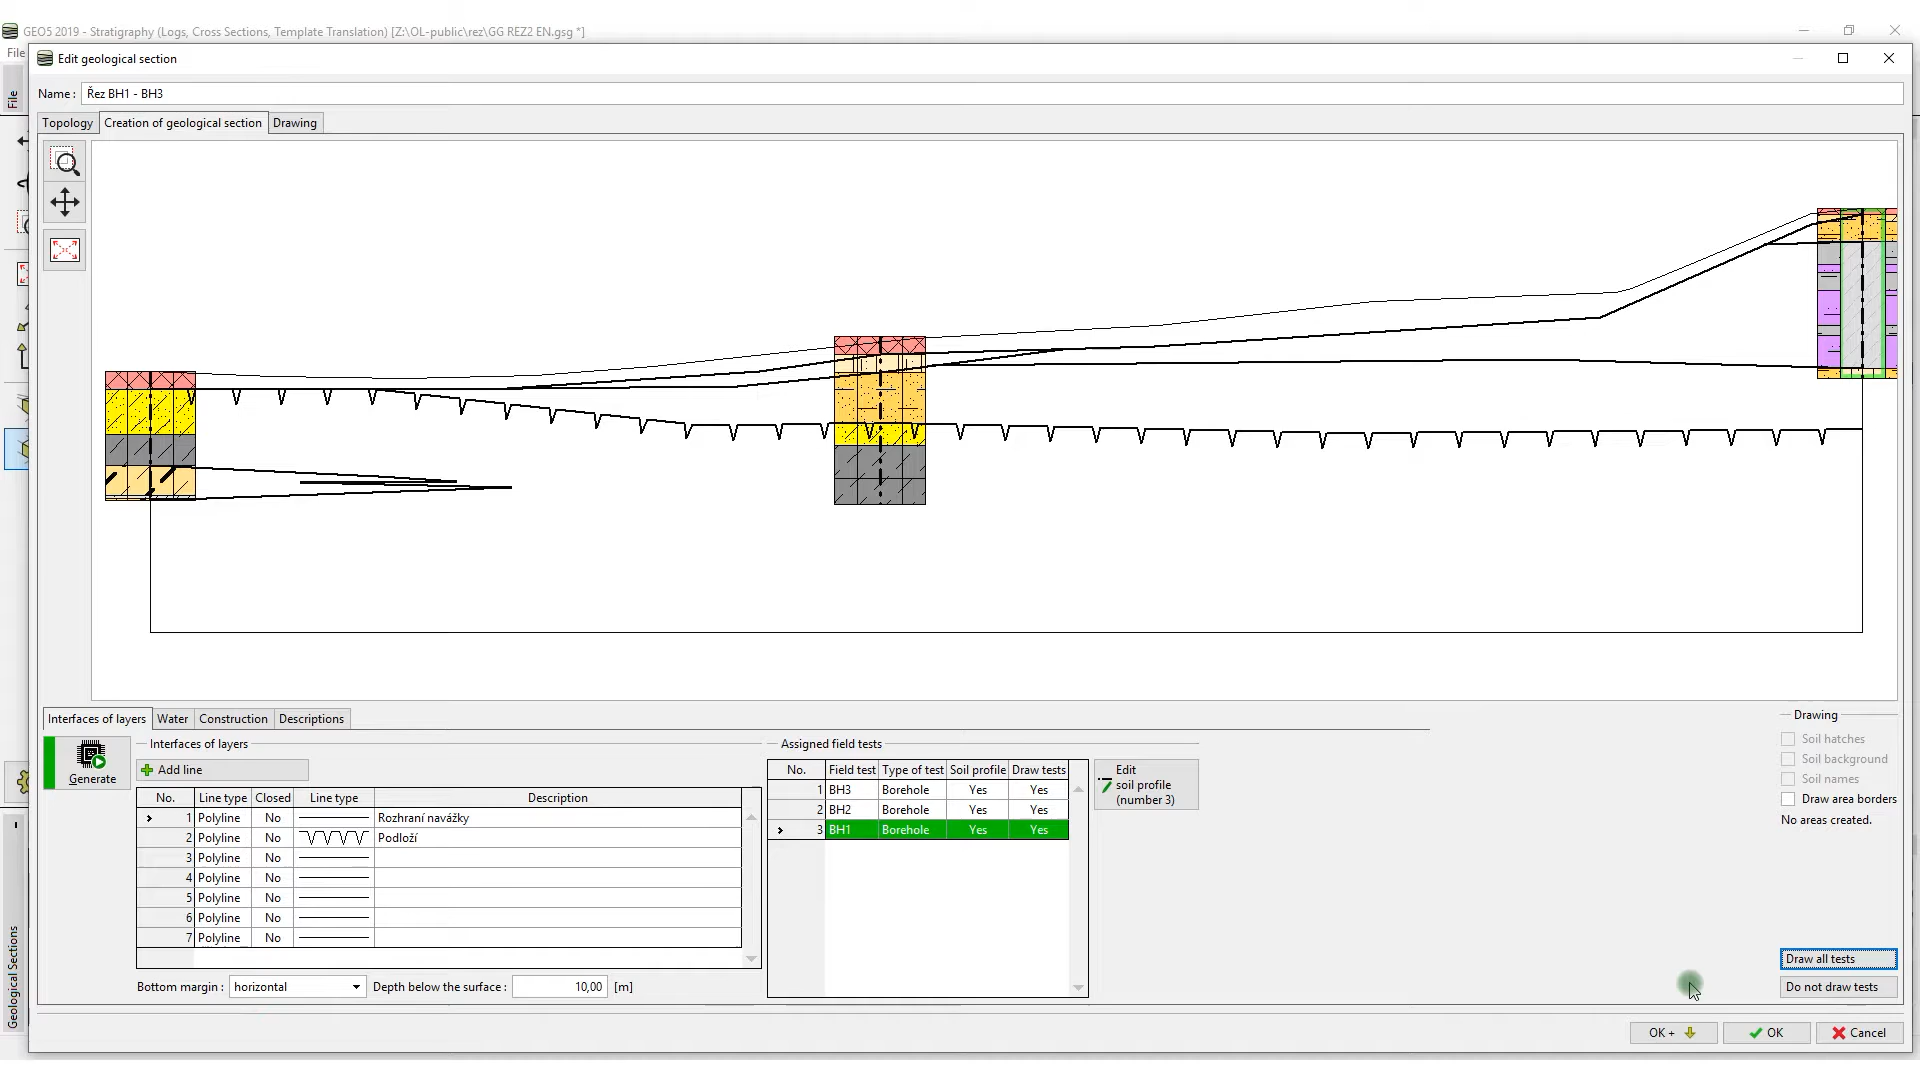 GEO5 2019 - Stratigraphy (Logs, Cross Sections, Template Translation) [Z:\OL-public\rez\GG REZ2 EN.gsg *]
File
Edit geological section
Name : Řez BH1 - BH3
File
Topology Creation of geological section Drawing
Interfaces of layers Water Construction Descriptions
Drawing
Soil hatches
Soil background
Soil names
Draw area borders
No areas created.
Generate
Interfaces of layers
Add line
No. Line type Closed Line type Description
1 Polyline No Rozhraní navážky
2 Polyline No Podloží
3 Polyline No
4 Polyline No
5 Polyline No
6 Polyline No
7 Polyline No
Assigned field tests
No. Field test Type of test Soil profile Draw tests
1 BH3 Borehole Yes Yes
2 BH2 Borehole Yes Yes
3 BH1 Borehole Yes Yes
Edit
soil profile
(number 3)
Bottom margin : horizontal Depth below the surface : 10,00 [m]
Draw all tests
Do not draw tests
Geological Sections
OK + OK Cancel